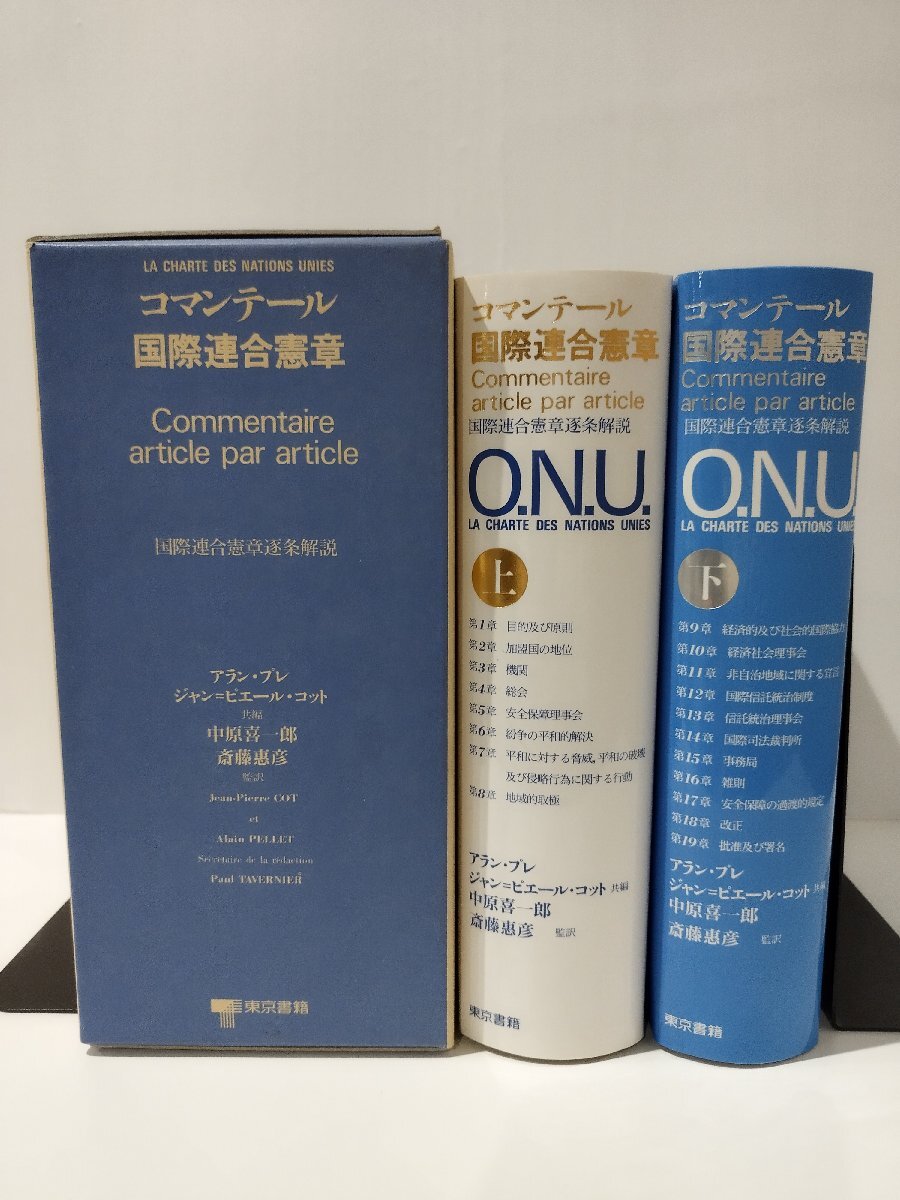 LA CHARTE DES NATIONS UNIES
コマンテール
国際連合憲章
Commentaire
article par article
国際連合憲章逐条解説
アラン・プレ
ジャン=ピエール・コット
共編
中原喜一郎
斎藤惠彦
監訳
Jean-Pierre COT
et
Alain PELLET
Secrétaire de la rédaction
Paul TAVERNIER
東京書籍
コマンテール
国際連合憲章
Commentaire
article par article
国際連合憲章逐条解説
O.N.U.
LA CHARTE DES NATIONS UNIES
上
第1章 目的及び原則
第2章 加盟国の地位
第3章 機関
第4章 総会
第5章 安全保障理事会
第6章 紛争の平和的解決
第7章 平和に対する脅威,平和の破壊
及び侵略行為に関する行動
第8章 地域的取極
アラン・プレ
ジャン=ピエール・コット 共編
中原喜一郎
斎藤惠彦 監訳
東京書籍
コマンテール
国際連合憲章
Commentaire
article par article
国際連合憲章逐条解説
O.N.U
LA CHARTE DES NATIONS UNIES
下
第9章 経済的及び社会的国際協力
第10章 経済社会理事会
第11章 非自治地域に関する宣言
第12章 国際信託統治制度
第13章 信託統治理事会
第14章 国際司法裁判所
第15章 事務局
第16章 雑則
第17章 安全保障の過渡的規定
第18章 改正
第19章 批准及び署名
アラン・プレ
ジャン=ピエール・コット 共編
中原喜一郎
斎藤惠彦 監訳
東京書籍